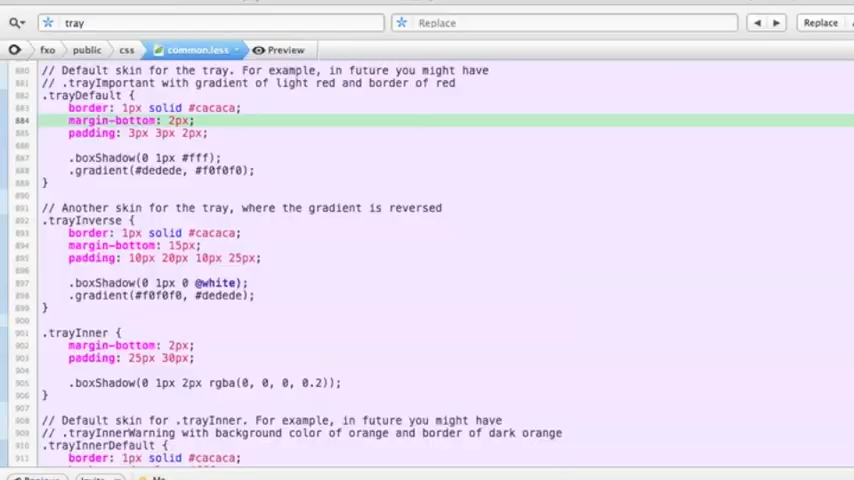 tray
Replace
Replace
fxo public css common.less Preview
880 // Default skin for the tray. For example, in future you might have
881 // .trayImportant with gradient of light red and border of red
882 .trayDefault {
883 border: 1px solid #cacaca;
884 margin-bottom: 2px;
885 padding: 3px 3px 2px;
886
887 .boxShadow(0 1px #fff);
888 .gradient(#dedede, #f0f0f0);
889 }
890
891 // Another skin for the tray, where the gradient is reversed
892 .trayInverse {
893 border: 1px solid #cacaca;
894 margin-bottom: 15px;
895 padding: 10px 20px 10px 25px;
896
897 .boxShadow(0 1px 0 @white);
898 .gradient(#f0f0f0, #dedede);
899 }
900
901 .trayInner {
902 margin-bottom: 2px;
903 padding: 25px 30px;
904
905 .boxShadow(0 1px 2px rgba(0, 0, 0, 0.2));
906 }
907
908 // Default skin for .trayInner. For example, in future you might have
909 // .trayInnerWarning with background color of orange and border of dark orange
910 .trayInnerDefault {
911 border: 1px solid #cacaca;